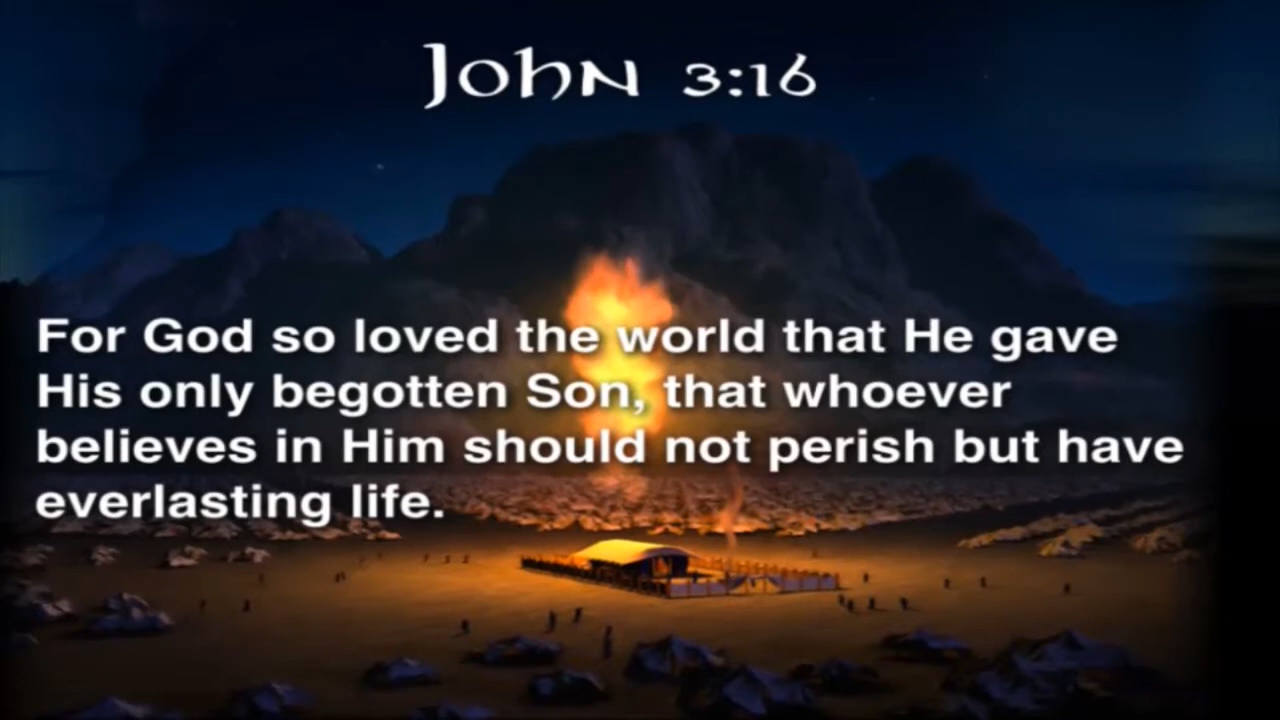 John 3:16
For God so loved the world that He gave
His only begotten Son, that whoever
believes in Him should not perish but have
everlasting life.